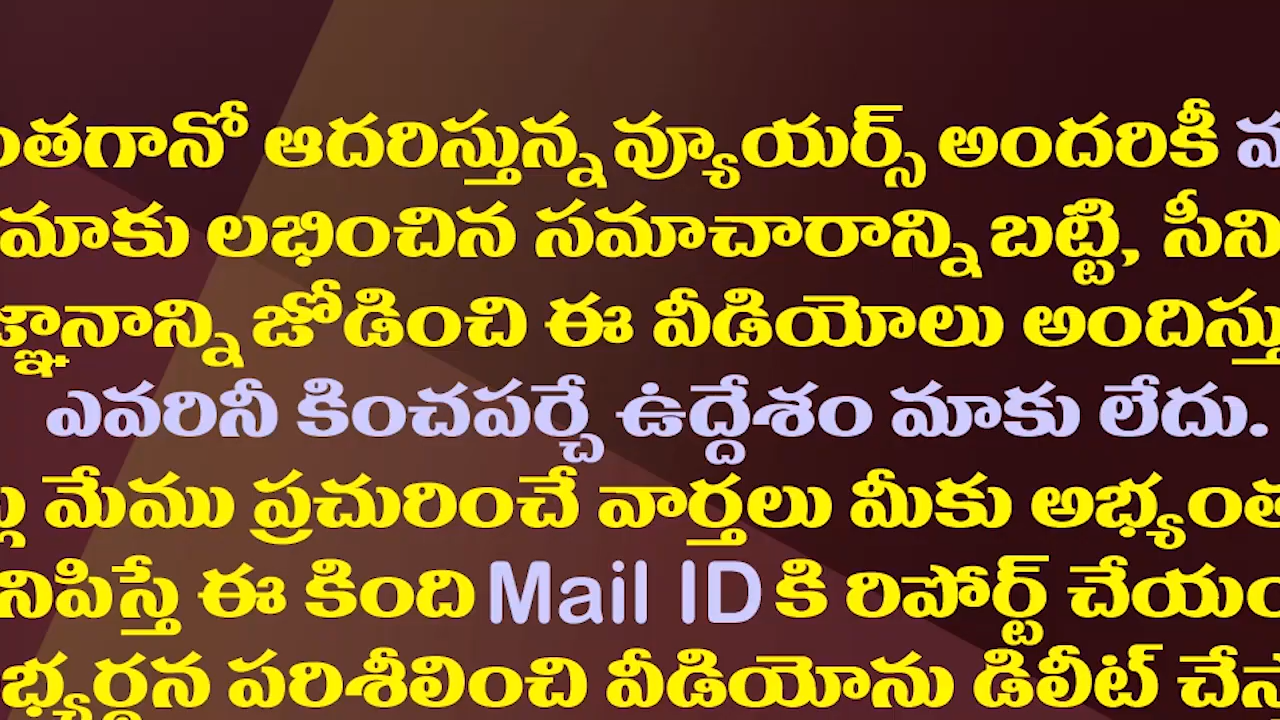 ంతగానో ఆదరిస్తున్న వ్యూయర్స్ అందరికీ
మాకు లభించిన సమాచారాన్ని బట్టి, సీని
జ్ఞానాన్ని జోడించి ఈ వీడియోలు అందిస్తు
ఎవరినీ కించపర్చే ఉద్దేశం మాకు లేదు.
మేము ప్రచురించే వార్తలు మీకు అభ్యంత
నిపిస్తే ఈ కింది Mail ID కి రిపోర్ట్ చేయం
భ్యర్ధన పరిశీలించి వీడియోను డిలీట్ చేస